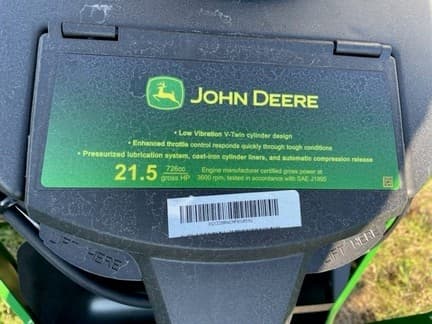 JOHN DEERE
• Low Vibration V-Twin cylinder design
• Enhanced throttle control responds quickly through tough conditions
• Pressurized lubrication system, cast-iron cylinder liners, and automatic compression release
21.5 726cc gross HP Engine manufacturer certified gross power at
3600 rpm, tested in accordance with SAE J1995
LIFT HERE
LIFT HERE